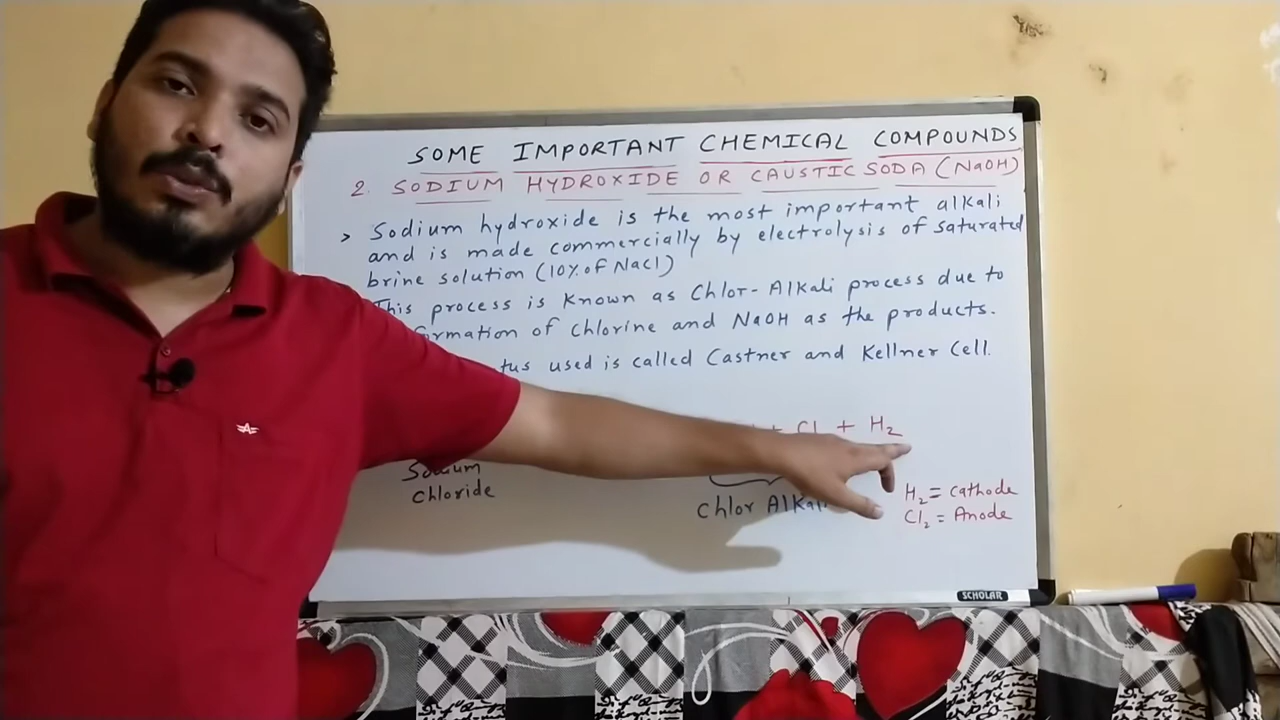 SOME IMPORTANT CHEMICAL COMPOUNDS
2. SODIUM HYDROXIDE OR CAUSTIC SODA (NaOH)
> Sodium hydroxide is the most important alkali
and is made commercially by electrolysis of saturated
brine solution (10% of NaCl)
This process is known as Chlor-Alkali process due to
formation of chlorine and NaOH as the products.
used is called Castner and Kellner Cell.
+ Cl + H₂
Sodium
chloride
Chlor Alkali
H₂ = cathode
Cl₂ = Anode
SCHOLAR